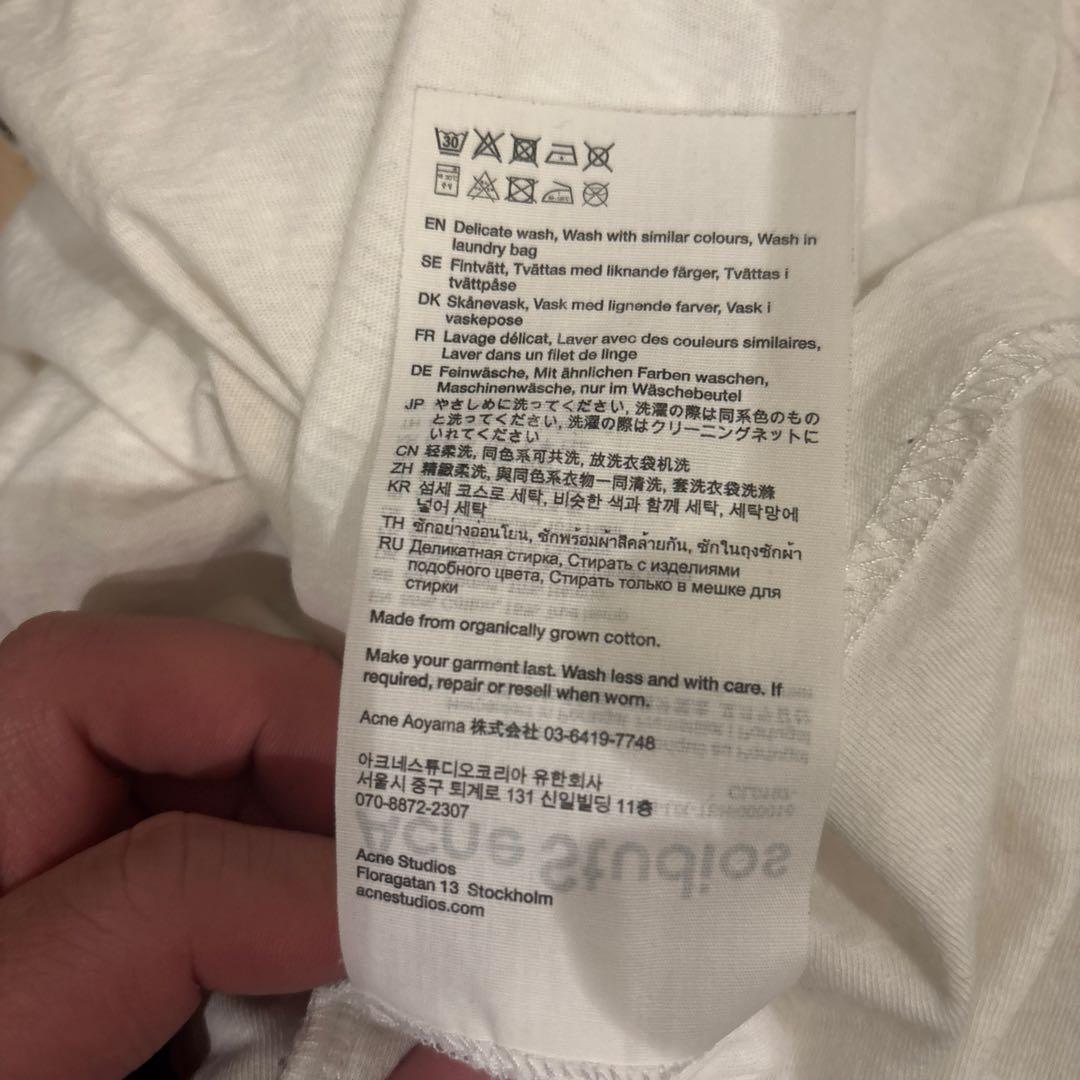 30
EN Delicate wash, Wash with similar colours, Wash in
laundry bag
SE Fintvätt, Tvättas med liknande färger, Tvättas i
tvättpåse
DK Skånevask, Vask med lignende farver, Vask i
vaskepose
FR Lavage délicat, Laver avec des couleurs similaires,
Laver dans un filet de linge
DE Feinwäsche, Mit ähnlichen Farben waschen,
Maschinenwäsche, nur im Wäschebeutel
JP やさしめに洗ってください, 洗濯の際は同系色のもの
と洗ってください, 洗濯の際はクリーニングネットに
いれてください
CN 轻柔洗, 同色系可共洗, 放洗衣袋机洗
ZH 精緻柔洗, 與同色系衣物一同清洗, 套洗衣袋洗滌
KR 섬세 코스로 세탁, 비슷한 색과 함께 세탁, 세탁망에
넣어 세탁
TH ซักอย่างอ่อนโยน, ซักพร้อมผ้าสีคล้ายกัน, ซักในถุงซักผ้า
RU Деликатная стирка, Стирать с изделиями
подобного цвета, Стирать только в мешке для
стирки
Made from organically grown cotton.
Make your garment last. Wash less and with care. If
required, repair or resell when worn.
Acne Aoyama 株式会社 03-6419-7748
아크네스튜디오코리아 유한회사
서울시 중구 퇴계로 131 신일빌딩 11층
070-8872-2307
Acne Studios
Acne Studios
Floragatan 13 Stockholm
acnestudios.com